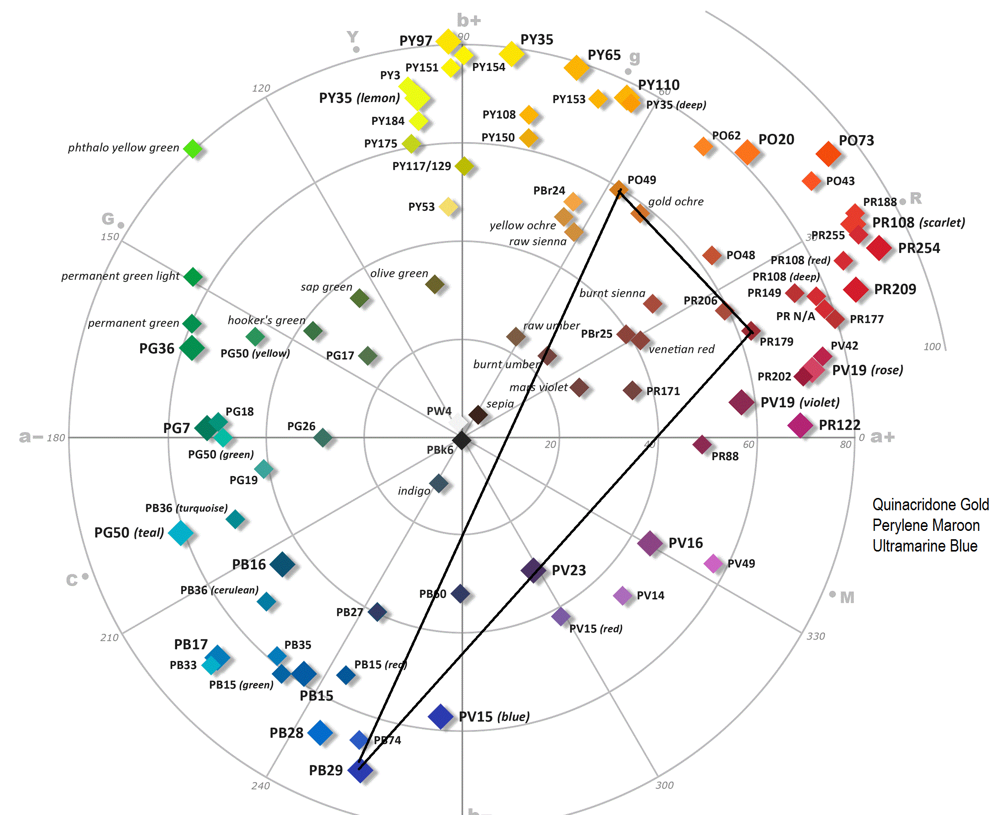 b+
90
Y
PY97
PY35
PY65
g
PY151
PY154
PY3
PY110
60
120
PY35 (lemon)
PY153
PY35 (deep)
PY108
PY184
PY150
PO62
PO20
PO73
PY175
phthalo yellow green
PY117/129
PO49
PO43
PBr24
gold ochre
R
PR188
PY53
G
yellow ochre
PR108 (scarlet)
150
raw sienna
PR255
30
PR254
PO48
PR108 (red)
permanent green light
olive green
PR108 (deep)
sap green
burnt sienna
PR206
PR149
PR209
hooker's green
permanent green
raw umber
PR N/A
PR177
PBr25
PR179
PG36
PG50 (yellow)
PG17
venetian red
PV42
100
burnt umber
PV19 (rose)
PR202
mars violet
PR171
sepia
PV19 (violet)
PW4
PG18
PG7
PG26
PR122
a−
180
0
a+
PBk6
20
40
60
80
PG50 (green)
PR88
PG19
indigo
PB36 (turquoise)
Quinacridone Gold
Perylene Maroon
Ultramarine Blue
PG50 (teal)
PV16
PB16
PV23
PV49
C
PB36 (cerulean)
PB60
PV14
M
PB27
PV15 (red)
210
330
PB17
PB35
PB33
PB15 (red)
PB15 (green)
PB15
PV15 (blue)
PB28
PB74
PB29
240
300